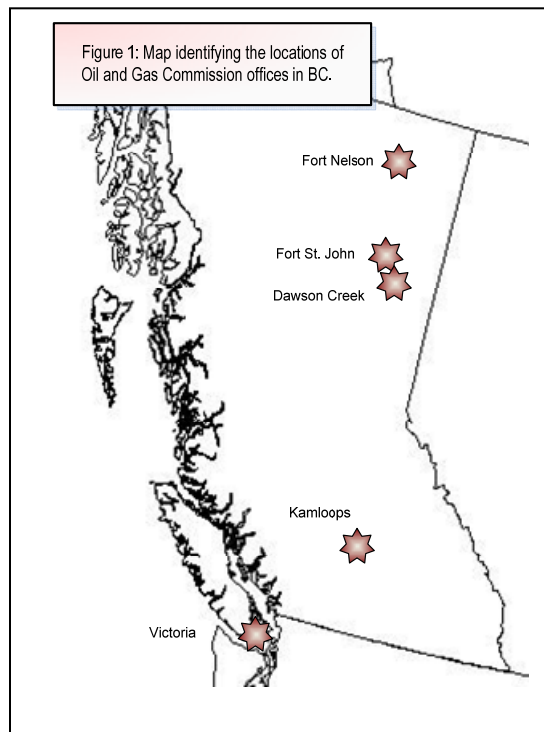 Figure 1: Map identifying the locations of
Oil and Gas Commission offices in BC.
Fort Nelson
Fort St. John
Dawson Creek
Kamloops
Victoria